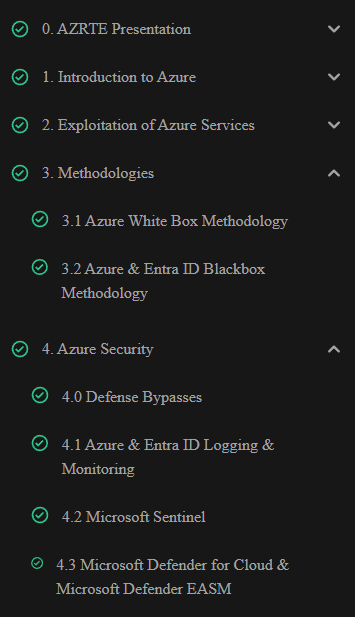 0. AZRTE Presentation
1. Introduction to Azure
2. Exploitation of Azure Services
3. Methodologies
3.1 Azure White Box Methodology
3.2 Azure & Entra ID Blackbox
Methodology
4. Azure Security
4.0 Defense Bypasses
4.1 Azure & Entra ID Logging &
Monitoring
4.2 Microsoft Sentinel
4.3 Microsoft Defender for Cloud &
Microsoft Defender EASM